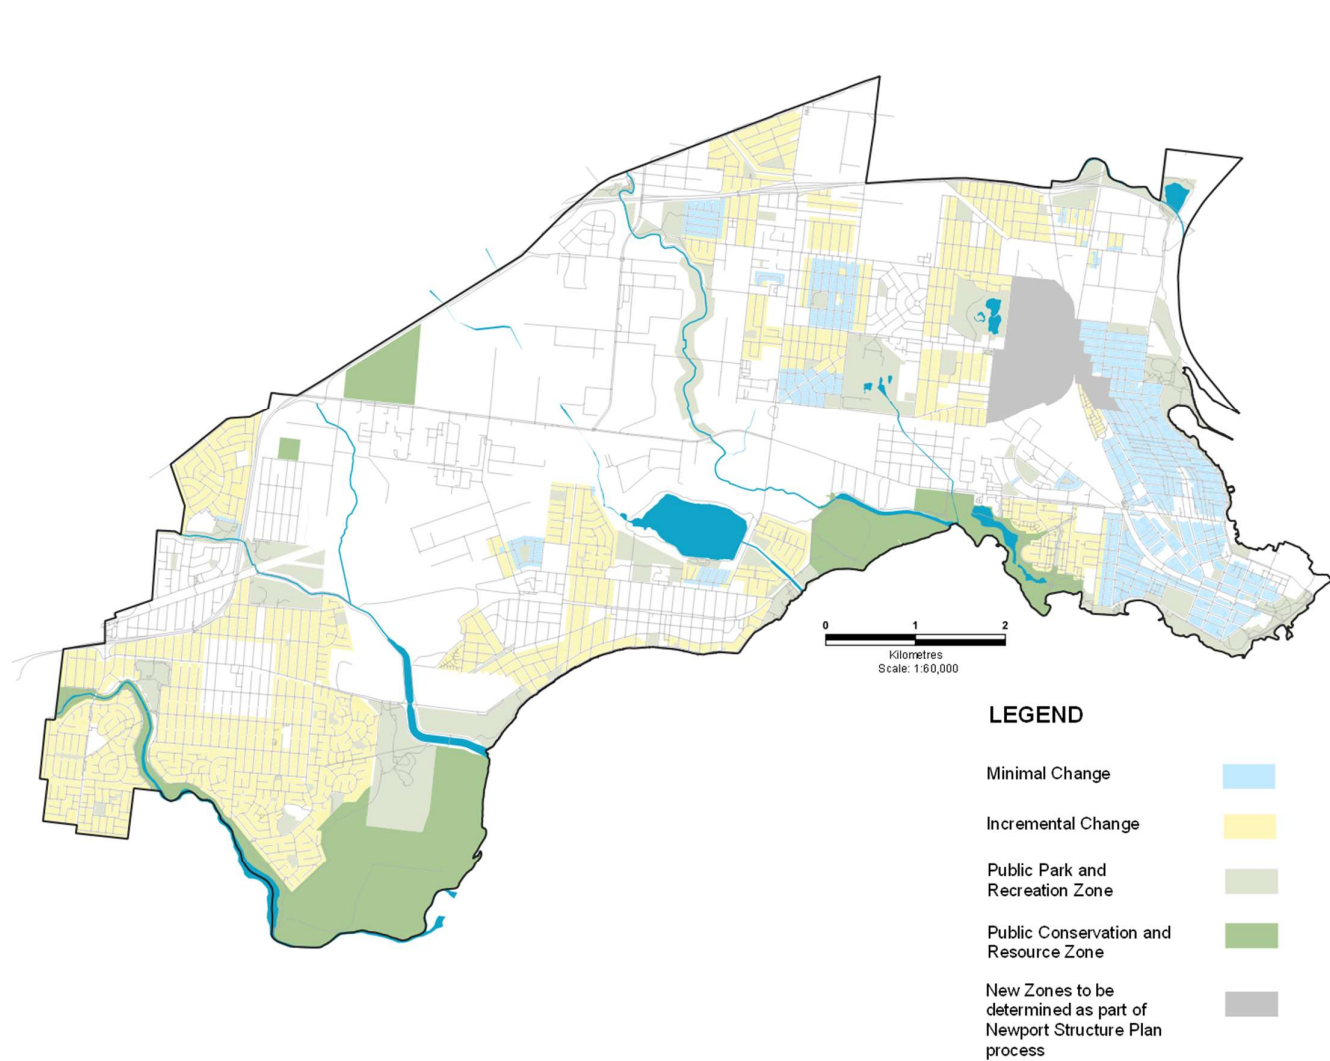 0 1 2
Kilometres
Scale: 1:60,000
LEGEND
Minimal Change
Incremental Change
Public Park and
Recreation Zone
Public Conservation and
Resource Zone
New Zones to be
determined as part of
Newport Structure Plan
process